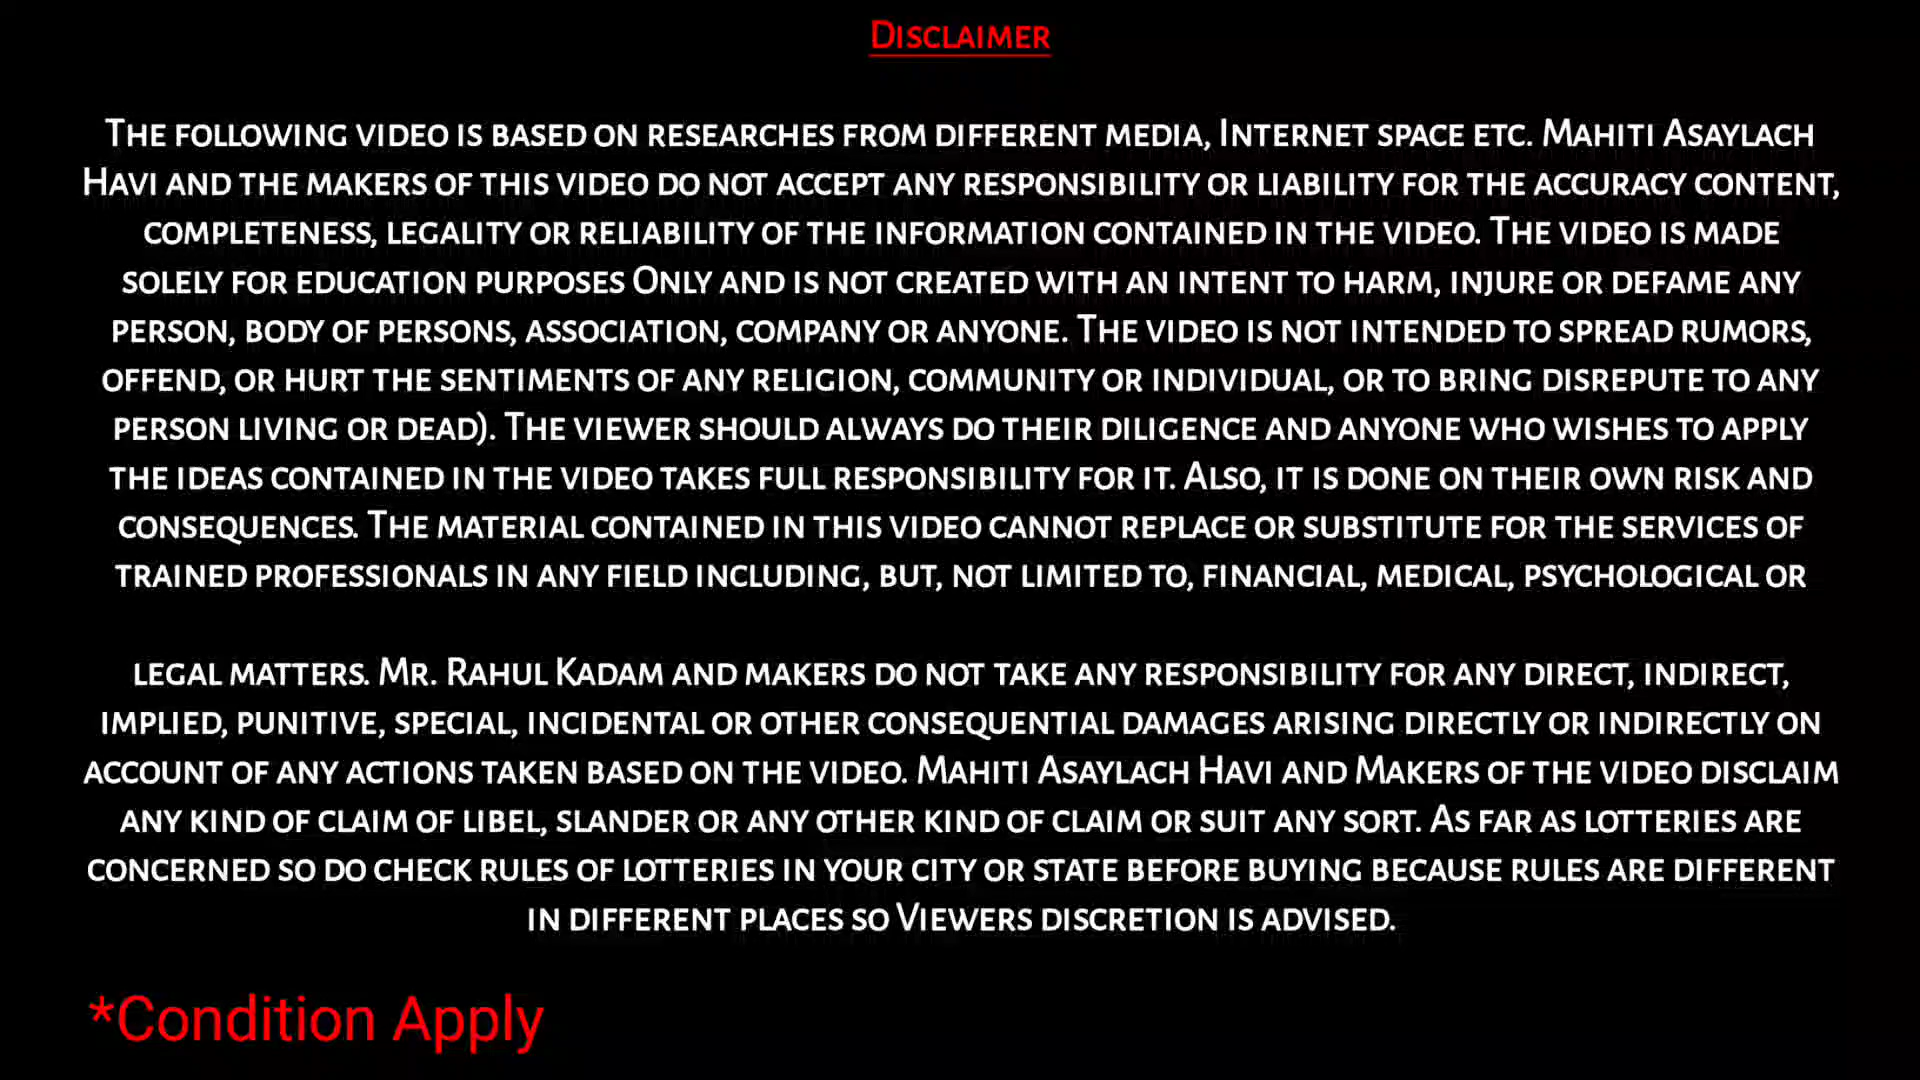 Disclaimer
The following video is based on researches from different media, Internet space etc. Mahiti Asaylach
Havi and the makers of this video do not accept any responsibility or liability for the accuracy content,
completeness, legality or reliability of the information contained in the video. The video is made
solely for education purposes Only and is not created with an intent to harm, injure or defame any
person, body of persons, association, company or anyone. The video is not intended to spread rumors,
offend, or hurt the sentiments of any religion, community or individual, or to bring disrepute to any
person living or dead). The viewer should always do their diligence and anyone who wishes to apply
the ideas contained in the video takes full responsibility for it. Also, it is done on their own risk and
consequences. The material contained in this video cannot replace or substitute for the services of
trained professionals in any field including, but, not limited to, financial, medical, psychological or
legal matters. Mr. Rahul Kadam and makers do not take any responsibility for any direct, indirect,
implied, punitive, special, incidental or other consequential damages arising directly or indirectly on
account of any actions taken based on the video. Mahiti Asaylach Havi and Makers of the video disclaim
any kind of claim of libel, slander or any other kind of claim or suit any sort. As far as lotteries are
concerned so do check rules of lotteries in your city or state before buying because rules are different
in different places so Viewers discretion is advised.
*Condition Apply